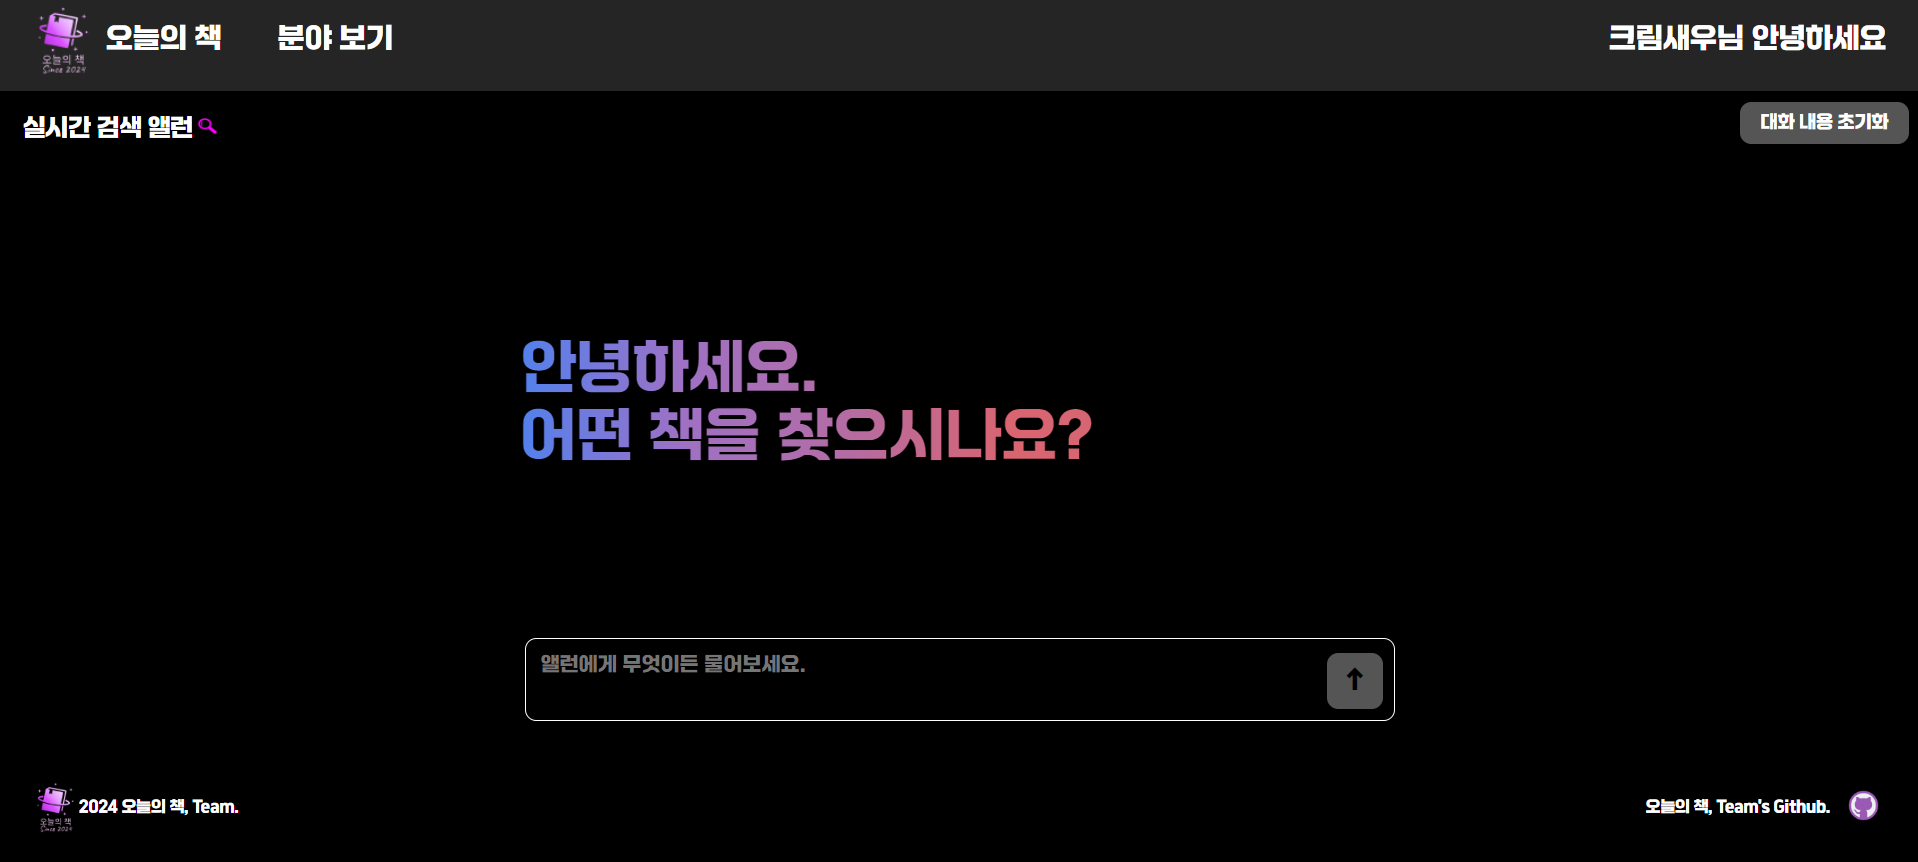 오늘의 책
Since 2024
오늘의 책
분야 보기
크림새우님 안녕하세요
실시간 검색 앨런
대화 내용 초기화
안녕하세요.
어떤 책을 찾으시나요?
앨런에게 무엇이든 물어보세요.
↑
오늘의 책
Since 2024
2024 오늘의 책, Team.
오늘의 책, Team's Github.